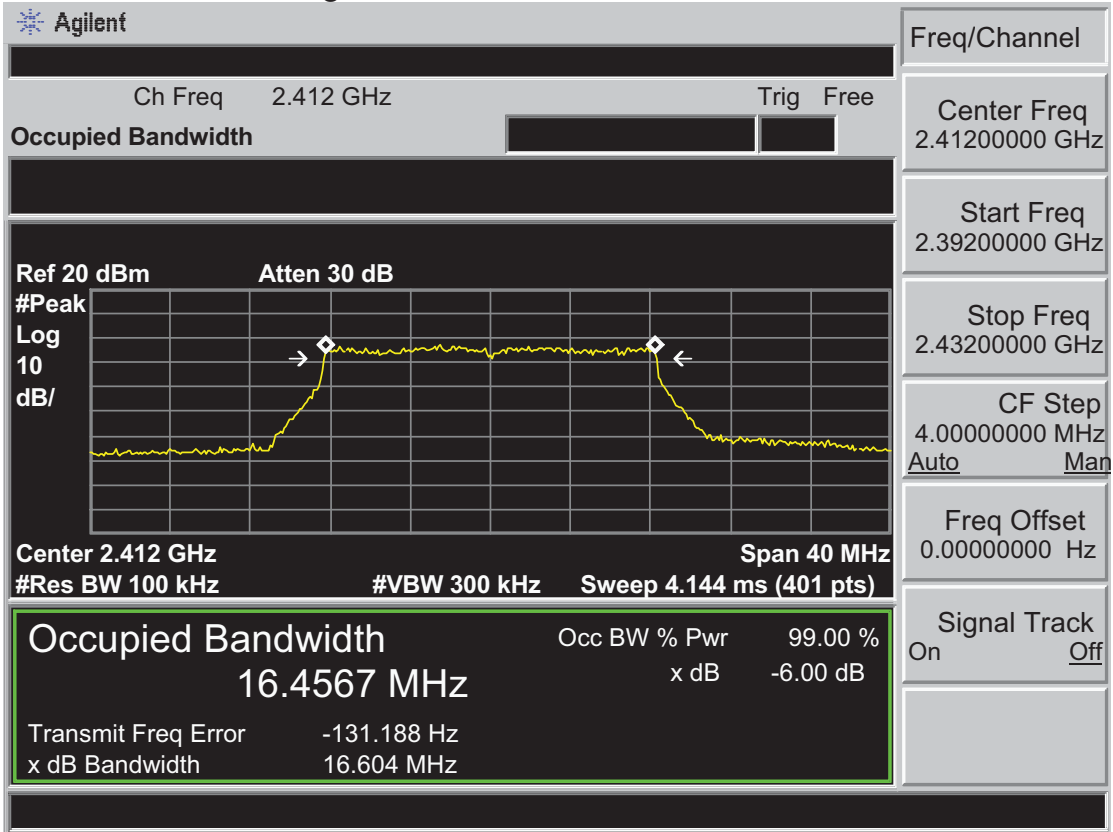 Agilent
Freq/Channel
Ch Freq 2.412 GHz Trig Free
Occupied Bandwidth
Center Freq
2.41200000 GHz
Start Freq
2.39200000 GHz
Stop Freq
2.43200000 GHz
CF Step
4.00000000 MHz
Auto Man
Freq Offset
0.00000000 Hz
Signal Track
On Off
Ref 20 dBm Atten 30 dB
#Peak
Log
10
dB/
Center 2.412 GHz Span 40 MHz
#Res BW 100 kHz #VBW 300 kHz Sweep 4.144 ms (401 pts)
Occupied Bandwidth Occ BW % Pwr 99.00 %
16.4567 MHz x dB -6.00 dB
Transmit Freq Error -131.188 Hz
x dB Bandwidth 16.604 MHz